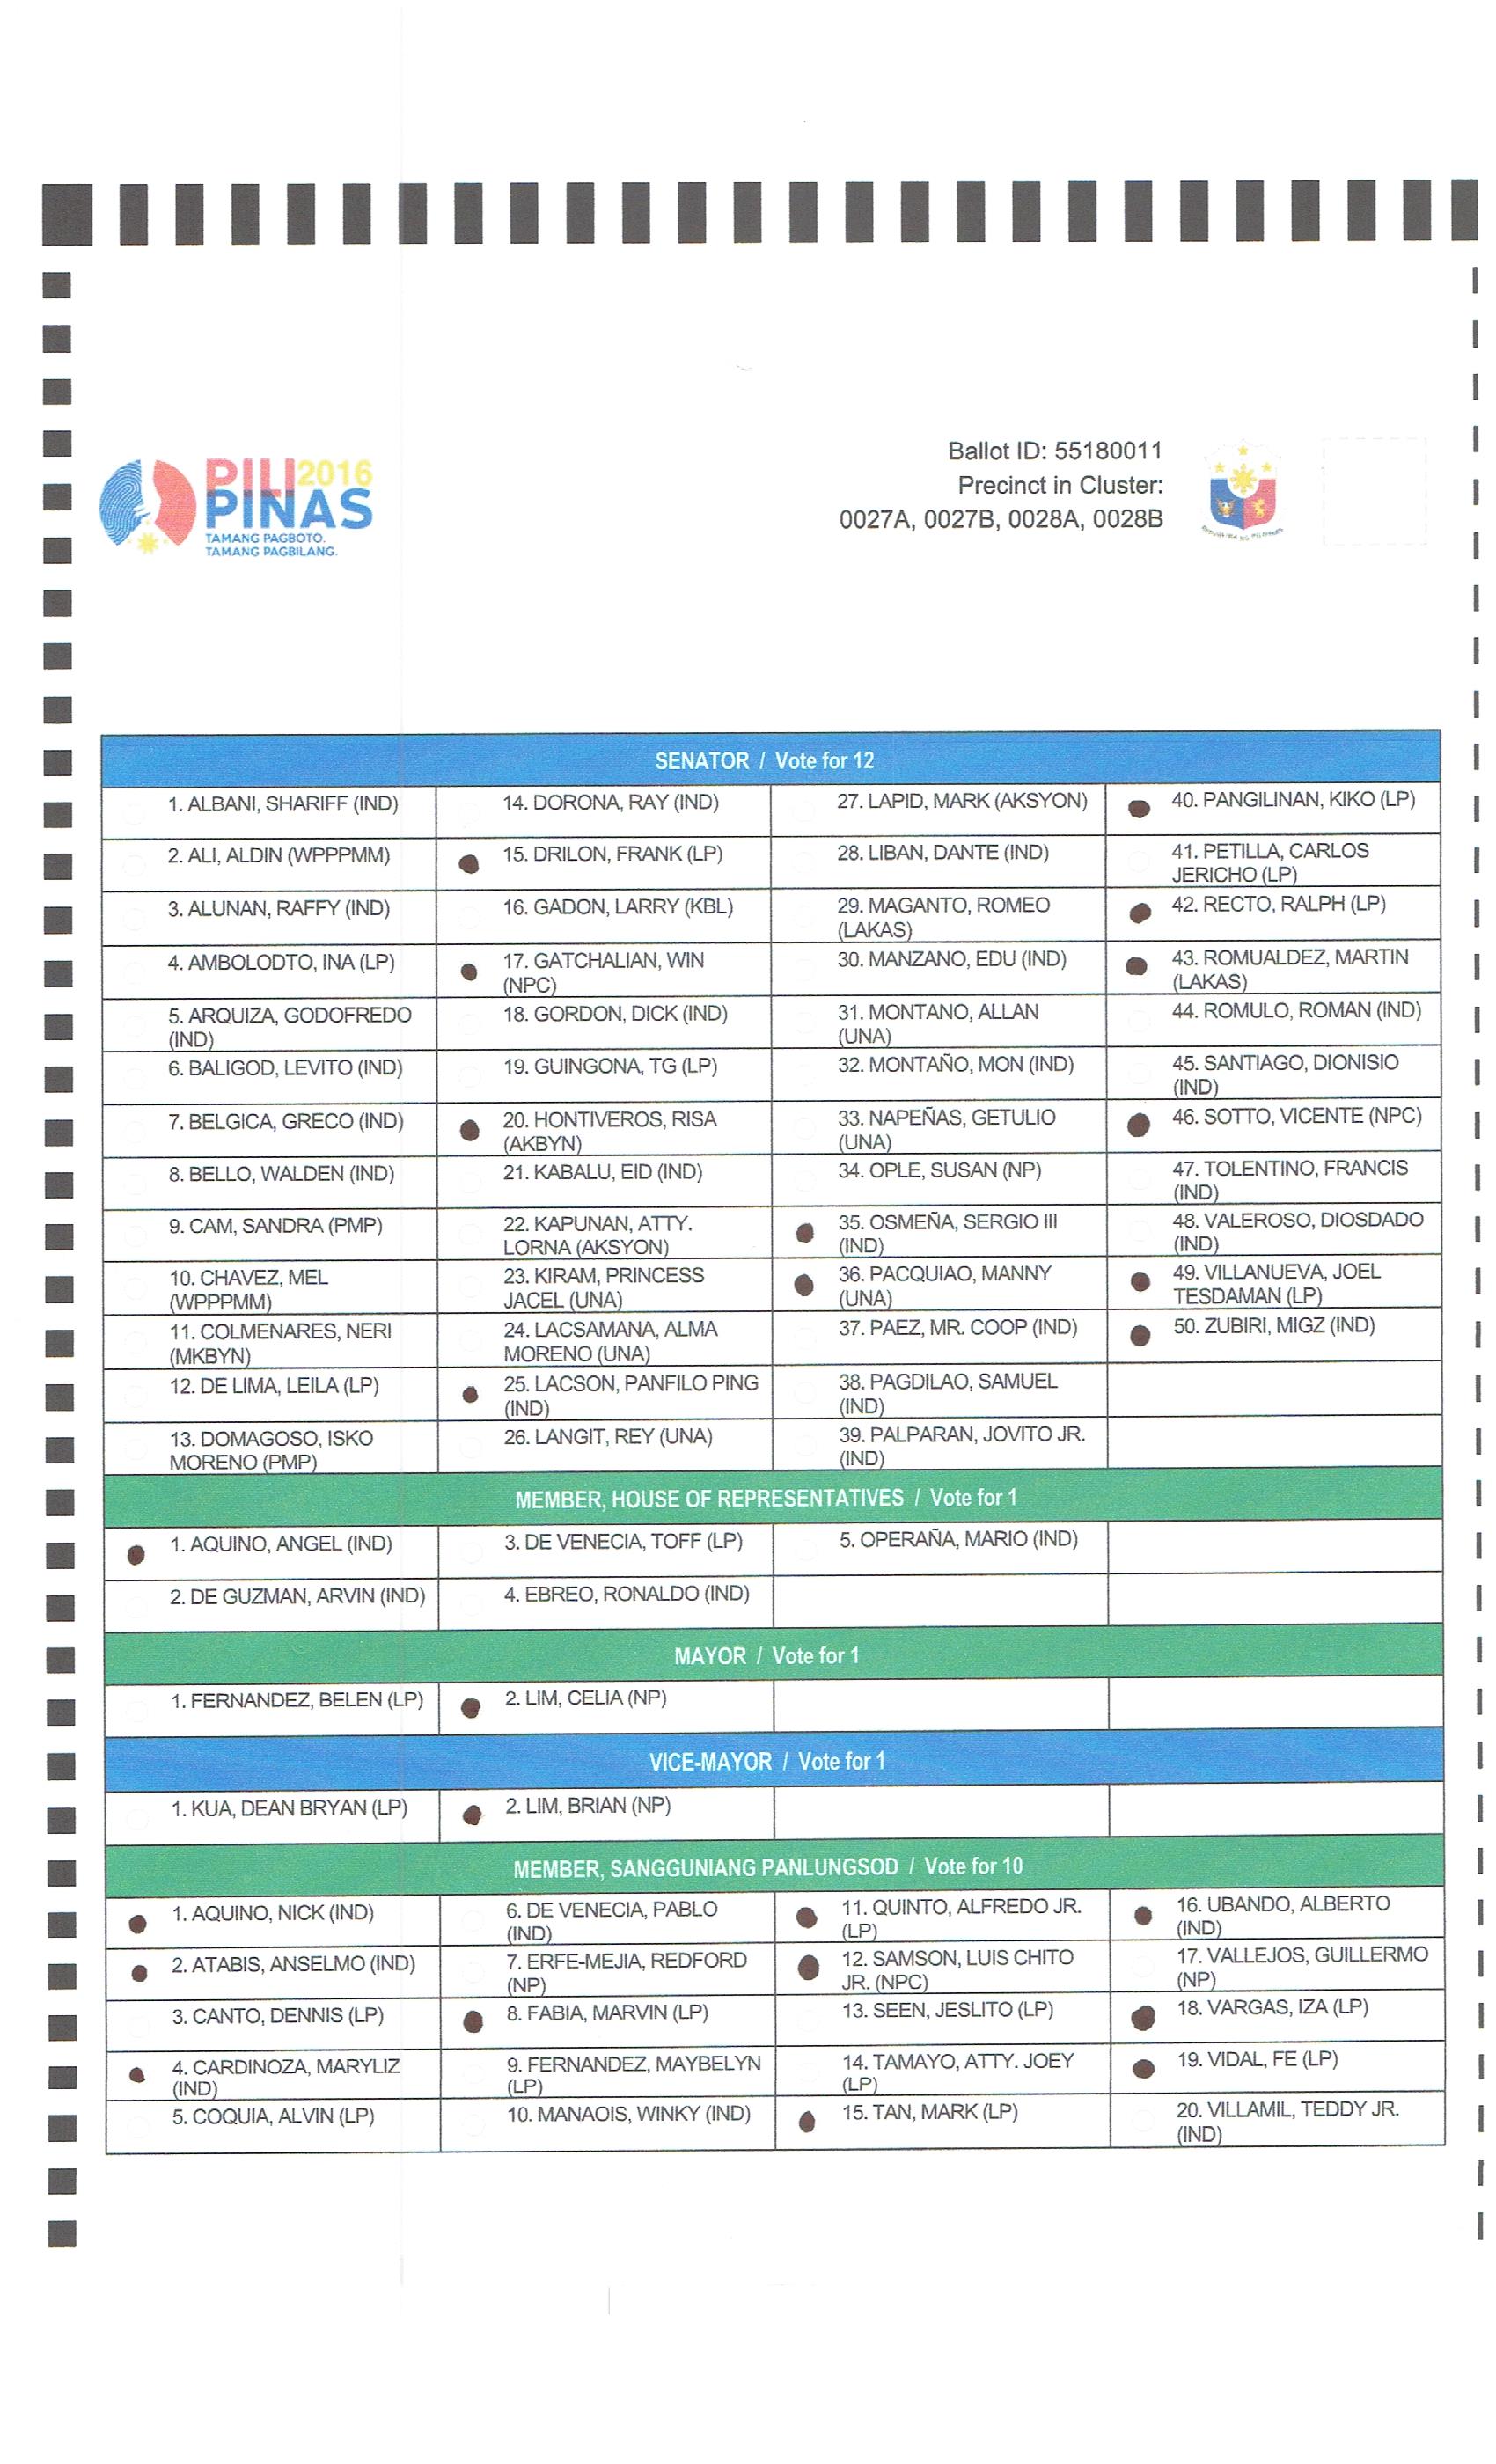 PILI 2016
PINAS
TAMANG PAGBOTO.
TAMANG PAGBILANG.
Ballot ID: 55180011
Precinct in Cluster:
0027A, 0027B, 0028A, 0028B
SENATOR / Vote for 12
1. ALBANI, SHARIFF (IND)
2. ALI, ALDIN (WPPPMM)
3. ALUNAN, RAFFY (IND)
4. AMBOLODTO, INA (LP)
5. ARQUIZA, GODOFREDO
(IND)
6. BALIGOD, LEVITO (IND)
7. BELGICA, GRECO (IND)
8. BELLO, WALDEN (IND)
9. CAM, SANDRA (PMP)
10. CHAVEZ, MEL
(WPPPMM)
11. COLMENARES, NERI
(MKBYN)
12. DE LIMA, LEILA (LP)
13. DOMAGOSO, ISKO
MORENO (PMP)
14. DORONA, RAY (IND)
15. DRILON, FRANK (LP)
16. GADON, LARRY (KBL)
17. GATCHALIAN, WIN
(NPC)
18. GORDON, DICK (IND)
19. GUINGONA, TG (LP)
20. HONTIVEROS, RISA
(AKBYN)
21. KABALU, EID (IND)
22. KAPUNAN, ATTY.
LORNA (AKSYON)
23. KIRAM, PRINCESS
JACEL (UNA)
24. LACSAMANA, ALMA
MORENO (UNA)
25. LACSON, PANFILO PING
(IND)
26. LANGIT, REY (UNA)
27. LAPID, MARK (AKSYON)
28. LIBAN, DANTE (IND)
29. MAGANTO, ROMEO
(LAKAS)
30. MANZANO, EDU (IND)
31. MONTANO, ALLAN
(UNA)
32. MONTAÑO, MON (IND)
33. NAPEÑAS, GETULIO
(UNA)
34. OPLE, SUSAN (NP)
35. OSMEÑA, SERGIO III
(IND)
36. PACQUIAO, MANNY
(UNA)
37. PAEZ, MR. COOP (IND)
38. PAGDILAO, SAMUEL
(IND)
39. PALPARAN, JOVITO JR.
(IND)
40. PANGILINAN, KIKO (LP)
41. PETILLA, CARLOS
JERICHO (LP)
42. RECTO, RALPH (LP)
43. ROMUALDEZ, MARTIN
(LAKAS)
44. ROMULO, ROMAN (IND)
45. SANTIAGO, DIONISIO
(IND)
46. SOTTO, VICENTE (NPC)
47. TOLENTINO, FRANCIS
(IND)
48. VALEROSO, DIOSDADO
(IND)
49. VILLANUEVA, JOEL
TESDAMAN (LP)
50. ZUBIRI, MIGZ (IND)
MEMBER, HOUSE OF REPRESENTATIVES / Vote for 1
1. AQUINO, ANGEL (IND)
2. DE GUZMAN, ARVIN (IND)
3. DE VENECIA, TOFF (LP)
4. EBREO, RONALDO (IND)
5. OPERAÑA, MARIO (IND)
MAYOR / Vote for 1
1. FERNANDEZ, BELEN (LP)
2. LIM, CELIA (NP)
VICE-MAYOR / Vote for 1
1. KUA, DEAN BRYAN (LP)
2. LIM, BRIAN (NP)
MEMBER, SANGGUNIANG PANLUNGSOD / Vote for 10
1. AQUINO, NICK (IND)
2. ATABIS, ANSELMO (IND)
3. CANTO, DENNIS (LP)
4. CARDINOZA, MARYLIZ
(IND)
5. COQUIA, ALVIN (LP)
6. DE VENECIA, PABLO
(IND)
7. ERFE-MEJIA, REDFORD
(NP)
8. FABIA, MARVIN (LP)
9. FERNANDEZ, MAYBELYN
(LP)
10. MANAOIS, WINKY (IND)
11. QUINTO, ALFREDO JR.
(LP)
12. SAMSON, LUIS CHITO
JR. (NPC)
13. SEEN, JESLITO (LP)
14. TAMAYO, ATTY. JOEY
(LP)
15. TAN, MARK (LP)
16. UBANDO, ALBERTO
(IND)
17. VALLEJOS, GUILLERMO
(NP)
18. VARGAS, IZA (LP)
19. VIDAL, FE (LP)
20. VILLAMIL, TEDDY JR.
(IND)